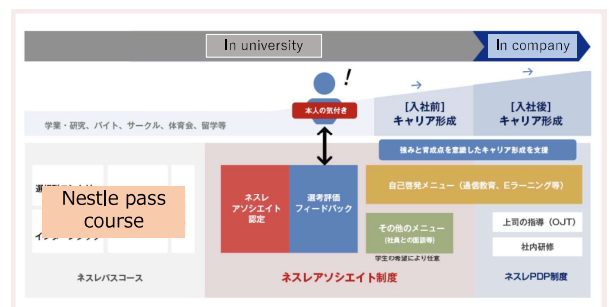 In university
In company
!
本人の気付き
[入社前]
キャリア形成
[入社後]
キャリア形成
学業・研究、バイト、サークル、体育会、留学等
強みと育成点を意識したキャリア形成を支援
Nestle pass
course
ネスレ
アソシエイト
認定
選考評価
フィードバック
自己啓発メニュー（通信教育、Eラーニング等）
その他のメニュー
(社員との面談等)
学生の希望により任意
上司の指導（OJT）
社内研修
ネスレパスコース
ネスレアソシエイト制度
ネスレPDP制度